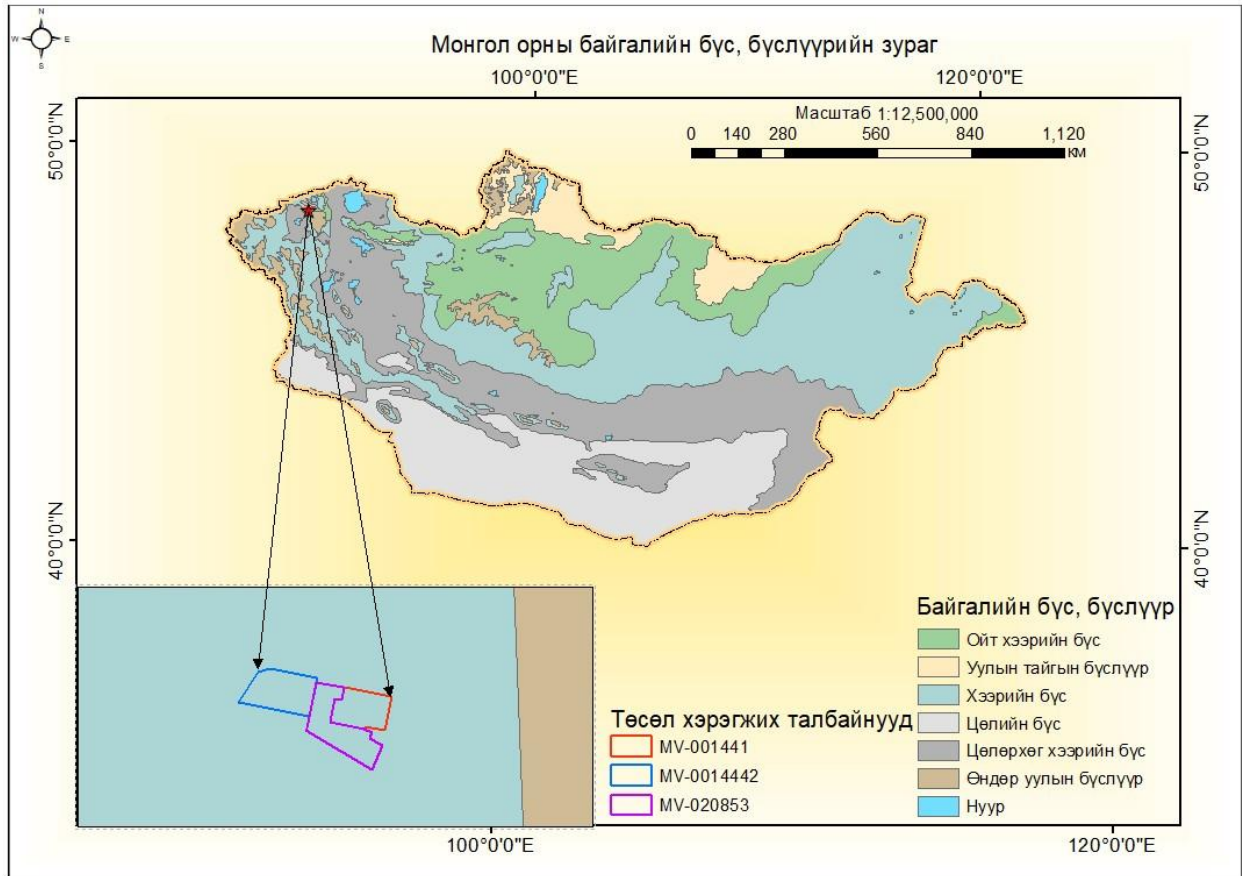 N
W E
S
Монгол орны байгалийн бүс, бүслүүрийн зураг
100°0'0"E 120°0'0"E
Масштаб 1:12,500,000
0 140 280 560 840 1,120
км
50°0'0"N 50°0'0"N
40°0'0"N 40°0'0"N
Байгалийн бүс, бүслүүр
Ойт хээрийн бүс
Уулын тайгын бүслүүр
Хээрийн бүс
Цөлийн бүс
Цөлөрхөг хээрийн бүс
Өндөр уулын бүслүүр
Нуур
Төсөл хэрэгжих талбайнууд
MV-001441
MV-0014442
MV-020853
100°0'0"E 120°0'0"E